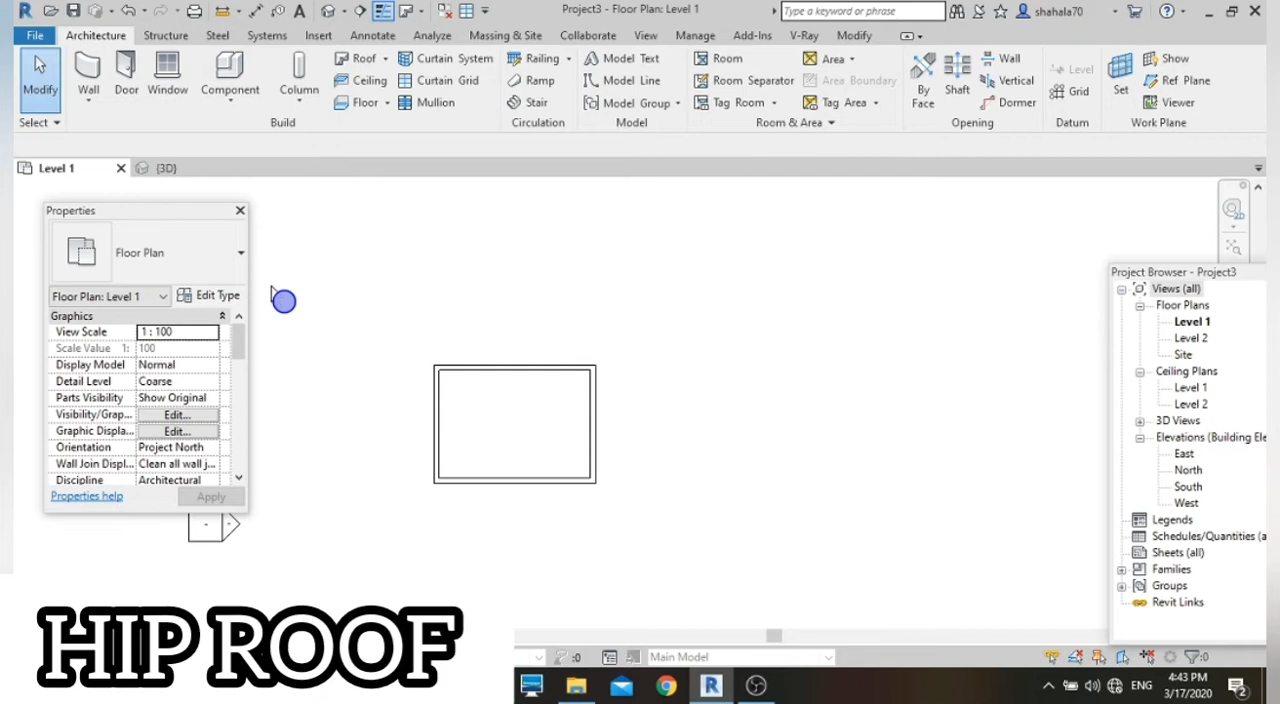 Project3 - Floor Plan: Level 1
Type a keyword or phrase
shahala70
File Architecture Structure Steel Systems Insert Annotate Analyze Massing & Site Collaborate View Manage Add-Ins V-Ray Modify
Modify Wall Door Window Component Column
Roof Curtain System
Ceiling Curtain Grid
Floor Mullion
Railing
Ramp
Stair
Model Text
Model Line
Model Group
Room Area
Room Separator Area Boundary
Tag Room Tag Area
By Face Shaft
Wall
Vertical
Dormer
Level
Grid
Set
Show
Ref Plane
Viewer
Select Build Circulation Model Room & Area Opening Datum Work Plane
Level 1 {3D}
Properties
Floor Plan
Floor Plan: Level 1 Edit Type
Graphics
View Scale 1 : 100
Scale Value 1: 100
Display Model Normal
Detail Level Coarse
Parts Visibility Show Original
Visibility/Grap... Edit...
Graphic Displa... Edit...
Orientation Project North
Wall Join Displ... Clean all wall j...
Discipline Architectural
Properties help Apply
2D
Project Browser - Project3
Views (all)
Floor Plans
Level 1
Level 2
Site
Ceiling Plans
Level 1
Level 2
3D Views
Elevations (Building Ele
East
North
South
West
Legends
Schedules/Quantities (a
Sheets (all)
Families
Groups
Revit Links
HIP ROOF
:0 Main Model :0
ENG
4:43 PM
3/17/2020
2